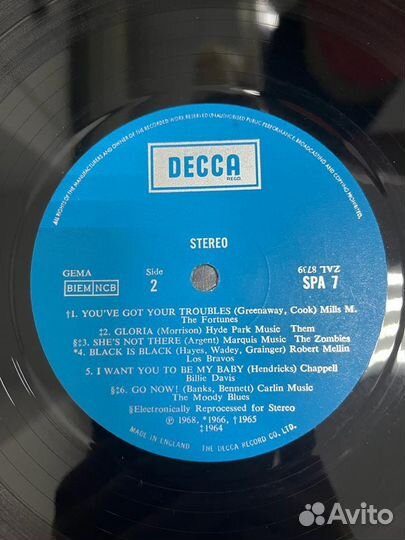 ALL RIGHTS OF THE MANUFACTURERS AND OWNER OF THE RECORDED WORK RESERVED UNAUTHORISED PUBLIC PERFORMANCE, BROADCASTING AND COPYING PROHIBITED.
DECCA
REGD.
STEREO
GEMA
BIEM NCB
Side
2
ZAL 8739
SPA 7
†1. YOU'VE GOT YOUR TROUBLES (Greenaway, Cook) Mills M.
The Fortunes
‡2. GLORIA (Morrison) Hyde Park Music Them
§‡3. SHE'S NOT THERE (Argent) Marquis Music The Zombies
*4. BLACK IS BLACK (Hayes, Wadey, Grainger) Robert Mellin
Los Bravos
5. I WANT YOU TO BE MY BABY (Hendricks) Chappell
Billie Davis
§‡6. GO NOW! (Banks, Bennett) Carlin Music
The Moody Blues
§Electronically Reprocessed for Stereo
℗ 1968, *1966, †1965
‡1964
MADE IN ENGLAND THE DECCA RECORD CO. LTD.
Avito